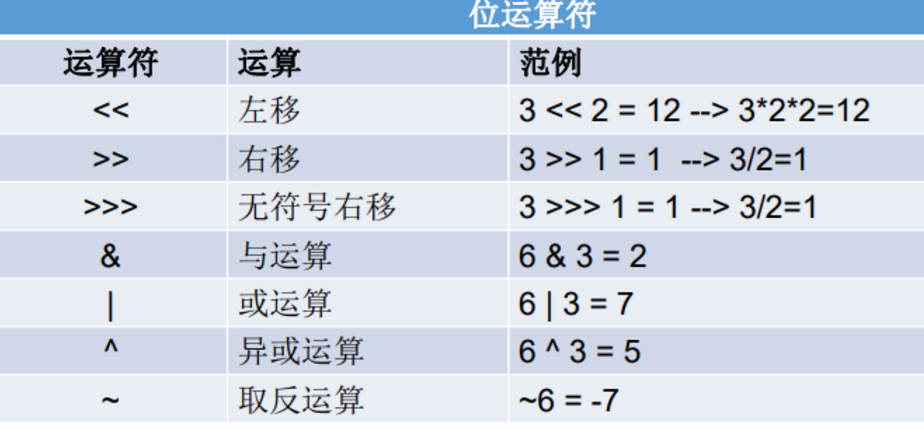 位运算符
运算符 运算 范例
<< 左移 3 << 2 = 12 --> 3*2*2=12
>> 右移 3 >> 1 = 1 --> 3/2=1
>>> 无符号右移 3 >>> 1 = 1 --> 3/2=1
& 与运算 6 & 3 = 2
| 或运算 6 | 3 = 7
^ 异或运算 6 ^ 3 = 5
~ 取反运算 ~6 = -7